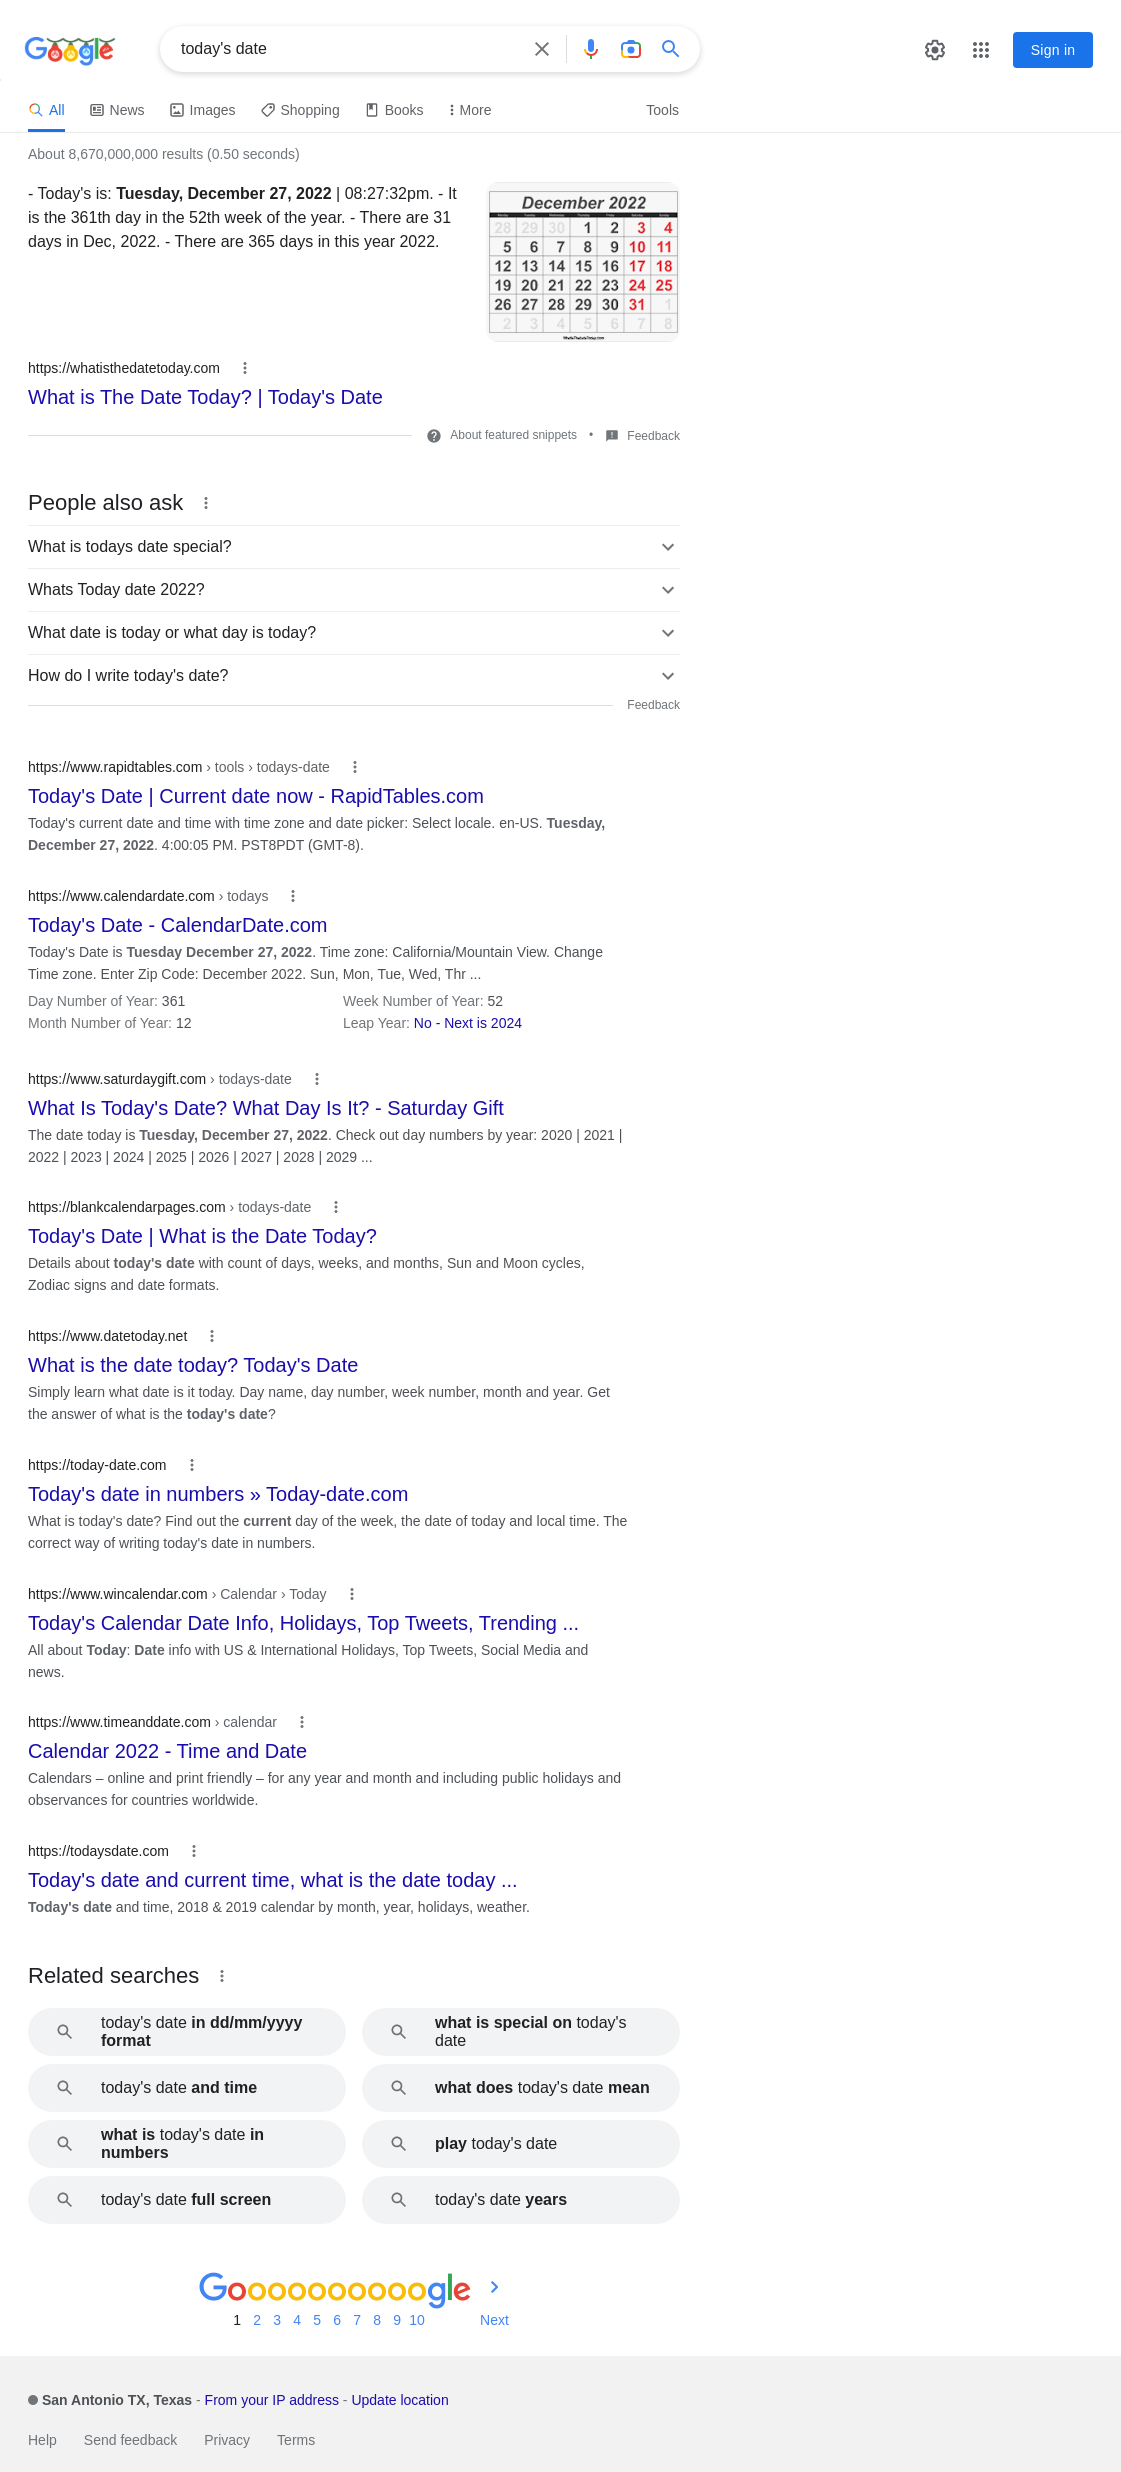 Google
today's date
Sign in
All
News
Images
Shopping
Books
More
Tools
About 8,670,000,000 results (0.50 seconds)
- Today's is: Tuesday, December 27, 2022 | 08:27:32pm. - It
is the 361th day in the 52th week of the year. - There are 31
days in Dec, 2022. - There are 365 days in this year 2022.
December 2022
Monday Tuesday Wednesday Thursday Friday Saturday Sunday
28 29 30 1 2 3 4
5 6 7 8 9 10 11
12 13 14 15 16 17 18
19 20 21 22 23 24 25
26 27 28 29 30 31 1
2 3 4 5 6 7 8
https://whatisthedatetoday.com
What is The Date Today? | Today's Date
About featured snippets • Feedback
People also ask
What is todays date special?
Whats Today date 2022?
What date is today or what day is today?
How do I write today's date?
Feedback
https://www.rapidtables.com › tools › todays-date
Today's Date | Current date now - RapidTables.com
Today's current date and time with time zone and date picker: Select locale. en-US. Tuesday,
December 27, 2022. 4:00:05 PM. PST8PDT (GMT-8).
https://www.calendardate.com › todays
Today's Date - CalendarDate.com
Today's Date is Tuesday December 27, 2022. Time zone: California/Mountain View. Change
Time zone. Enter Zip Code: December 2022. Sun, Mon, Tue, Wed, Thr ...
Day Number of Year: 361
Week Number of Year: 52
Month Number of Year: 12
Leap Year: No - Next is 2024
https://www.saturdaygift.com › todays-date
What Is Today's Date? What Day Is It? - Saturday Gift
The date today is Tuesday, December 27, 2022. Check out day numbers by year: 2020 | 2021 |
2022 | 2023 | 2024 | 2025 | 2026 | 2027 | 2028 | 2029 ...
https://blankcalendarpages.com › todays-date
Today's Date | What is the Date Today?
Details about today's date with count of days, weeks, and months, Sun and Moon cycles,
Zodiac signs and date formats.
https://www.datetoday.net
What is the date today? Today's Date
Simply learn what date is it today. Day name, day number, week number, month and year. Get
the answer of what is the today's date?
https://today-date.com
Today's date in numbers » Today-date.com
What is today's date? Find out the current day of the week, the date of today and local time. The
correct way of writing today's date in numbers.
https://www.wincalendar.com › Calendar › Today
Today's Calendar Date Info, Holidays, Top Tweets, Trending ...
All about Today: Date info with US & International Holidays, Top Tweets, Social Media and
news.
https://www.timeanddate.com › calendar
Calendar 2022 - Time and Date
Calendars – online and print friendly – for any year and month and including public holidays and
observances for countries worldwide.
https://todaysdate.com
Today's date and current time, what is the date today ...
Today's date and time, 2018 & 2019 calendar by month, year, holidays, weather.
Related searches
today's date in dd/mm/yyyy
format
what is special on today's
date
today's date and time
what does today's date mean
what is today's date in
numbers
play today's date
today's date full screen
today's date years
Goooooooooogle
1 2 3 4 5 6 7 8 9 10 Next
San Antonio TX, Texas - From your IP address - Update location
Help Send feedback Privacy Terms